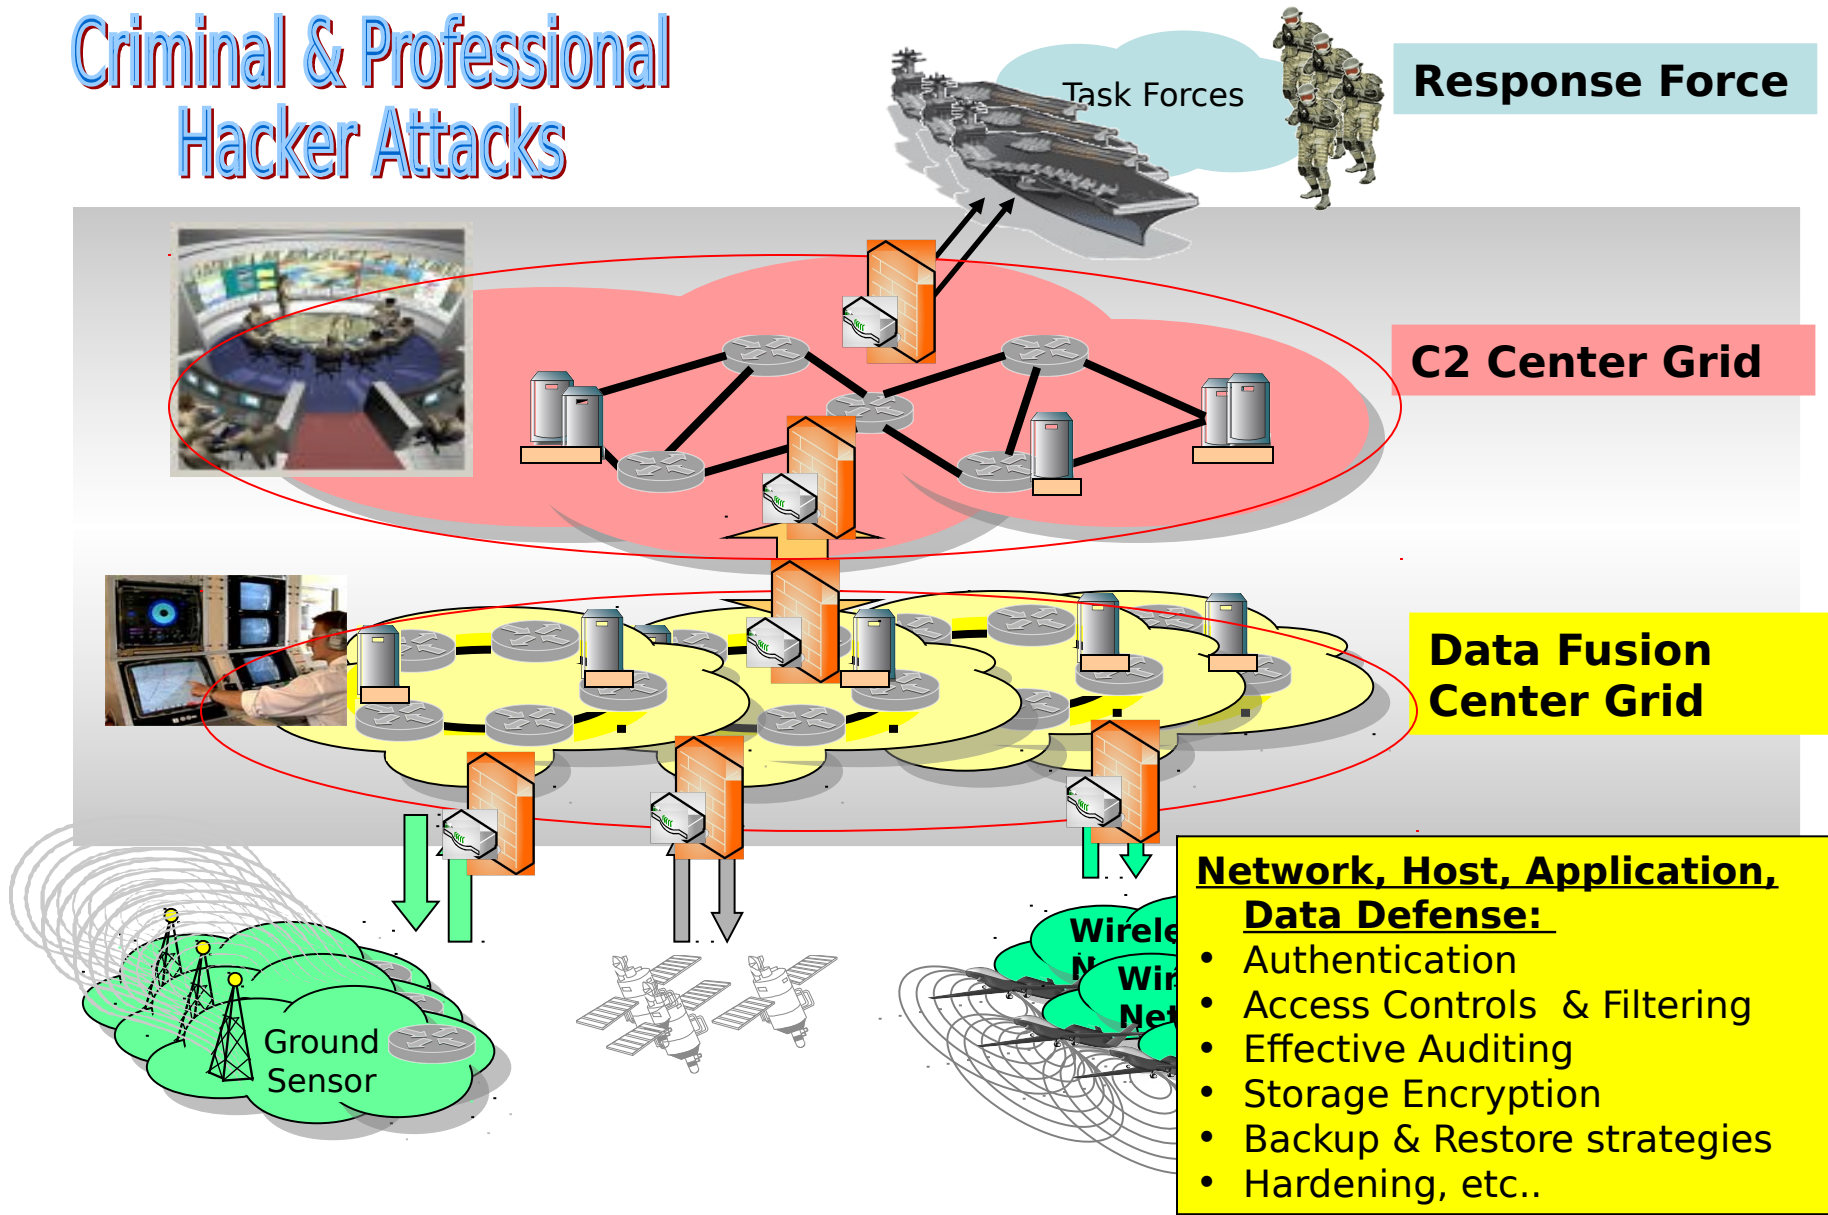 Criminal & Professional
Hacker Attacks
Task Forces
Response Force
C2 Center Grid
Data Fusion
Center Grid
Ground
Sensor
Network, Host, Application,
Data Defense:
• Authentication
• Access Controls & Filtering
• Effective Auditing
• Storage Encryption
• Backup & Restore strategies
• Hardening, etc..